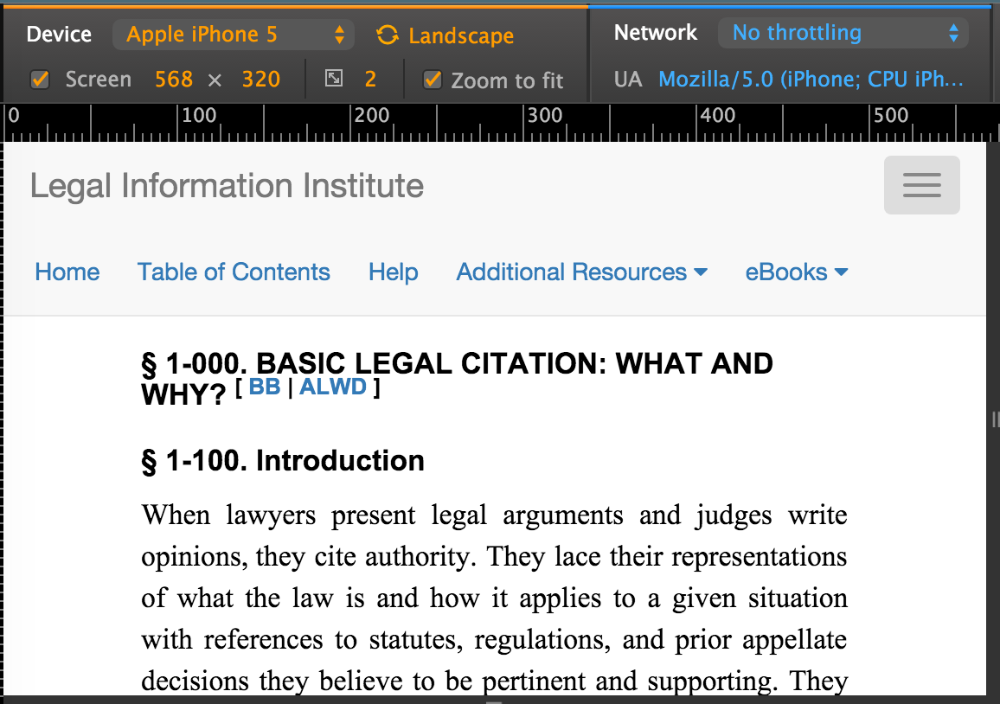 Device Apple iPhone 5 Landscape Network No throttling
Screen 568 × 320 2 Zoom to fit UA Mozilla/5.0 (iPhone; CPU iPh...
0 100 200 300 400 500
Legal Information Institute
Home Table of Contents Help Additional Resources eBooks
§ 1-000. BASIC LEGAL CITATION: WHAT AND
WHY? [ BB | ALWD ]
§ 1-100. Introduction
When lawyers present legal arguments and judges write
opinions, they cite authority. They lace their representations
of what the law is and how it applies to a given situation
with references to statutes, regulations, and prior appellate
decisions they believe to be pertinent and supporting. They